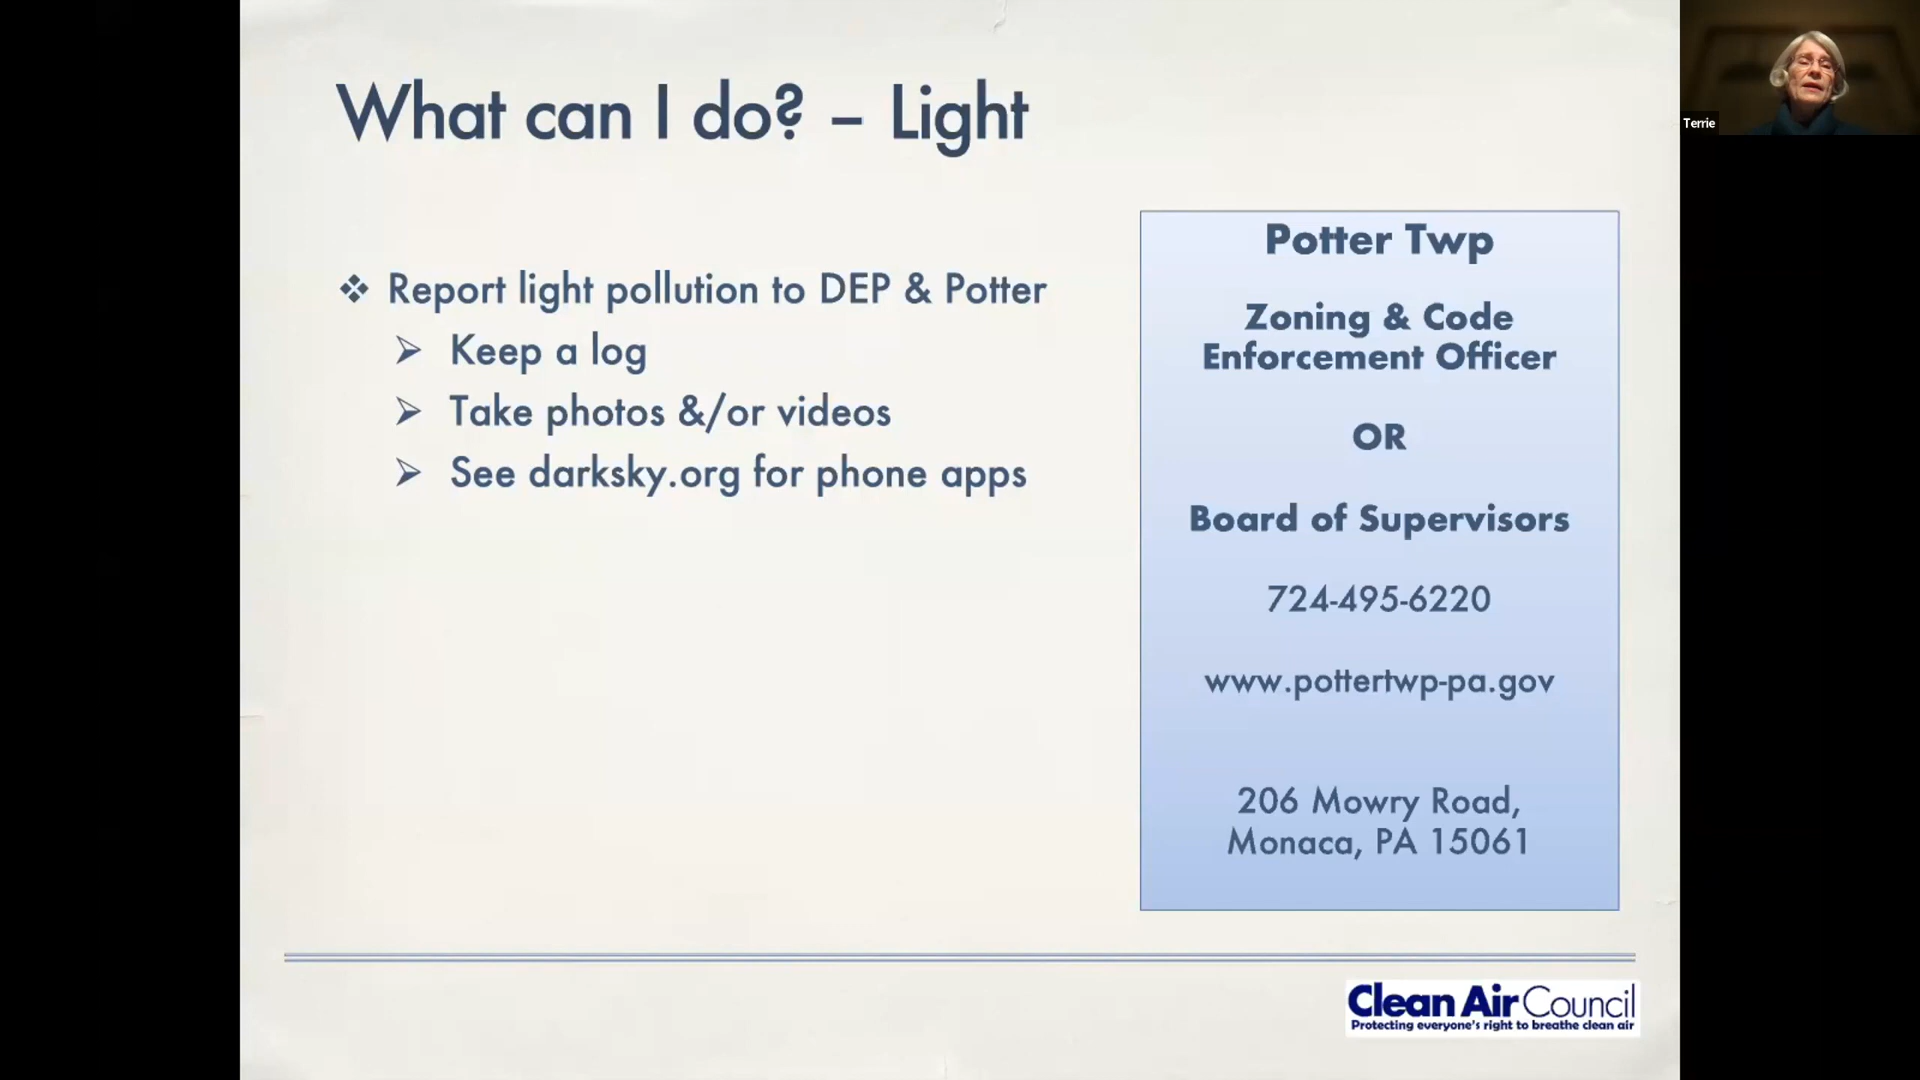 What can I do? – Light
Report light pollution to DEP & Potter
Keep a log
Take photos &/or videos
See darksky.org for phone apps
Potter Twp
Zoning & Code
Enforcement Officer
OR
Board of Supervisors
724-495-6220
www.pottertwp-pa.gov
206 Mowry Road,
Monaca, PA 15061
Clean Air Council
Protecting everyone's right to breathe clean air
Terrie